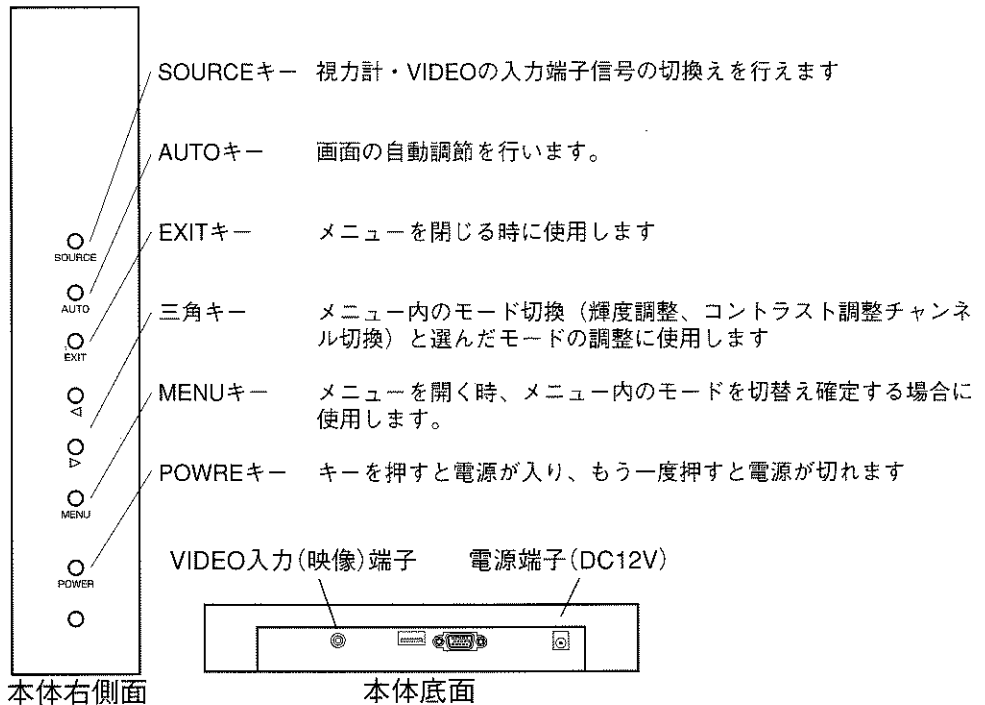 SOURCEキー 視力計・VIDEOの入力端子信号の切換えを行えます
AUTOキー 画面の自動調節を行います。
EXITキー メニューを閉じる時に使用します
三角キー メニュー内のモード切換（輝度調整、コントラスト調整チャンネ
ル切換）と選んだモードの調整に使用します
MENUキー メニューを開く時、メニュー内のモードを切替え確定する場合に
使用します。
POWREキー キーを押すと電源が入り、もう一度押すと電源が切れます
SOURCE
AUTO
EXIT
◁
▷
MENU
POWER
VIDEO入力(映像)端子 電源端子(DC12V)
本体右側面 本体底面